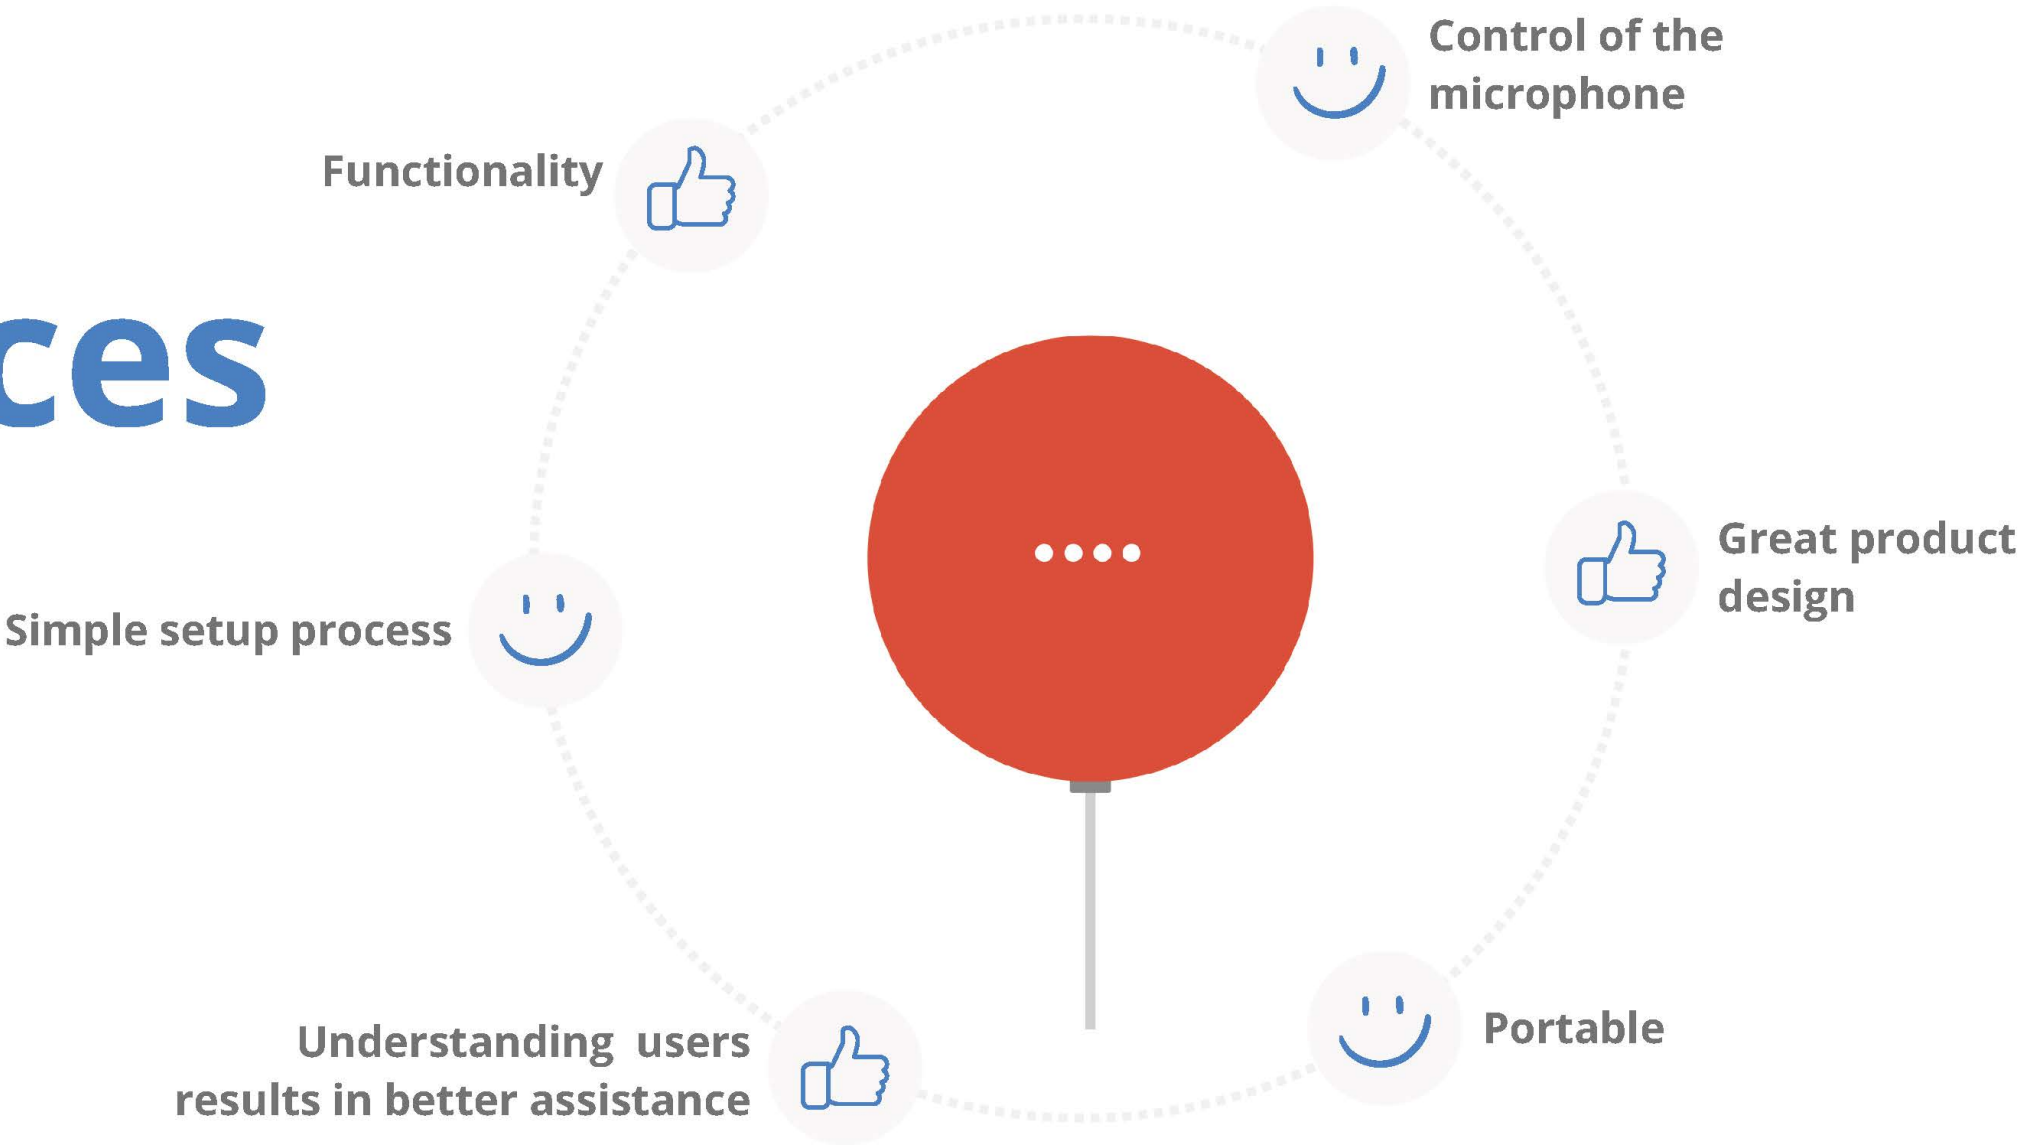 Control of the
microphone
Functionality
ces
Great product
design
Simple setup process
Portable
Understanding users
results in better assistance